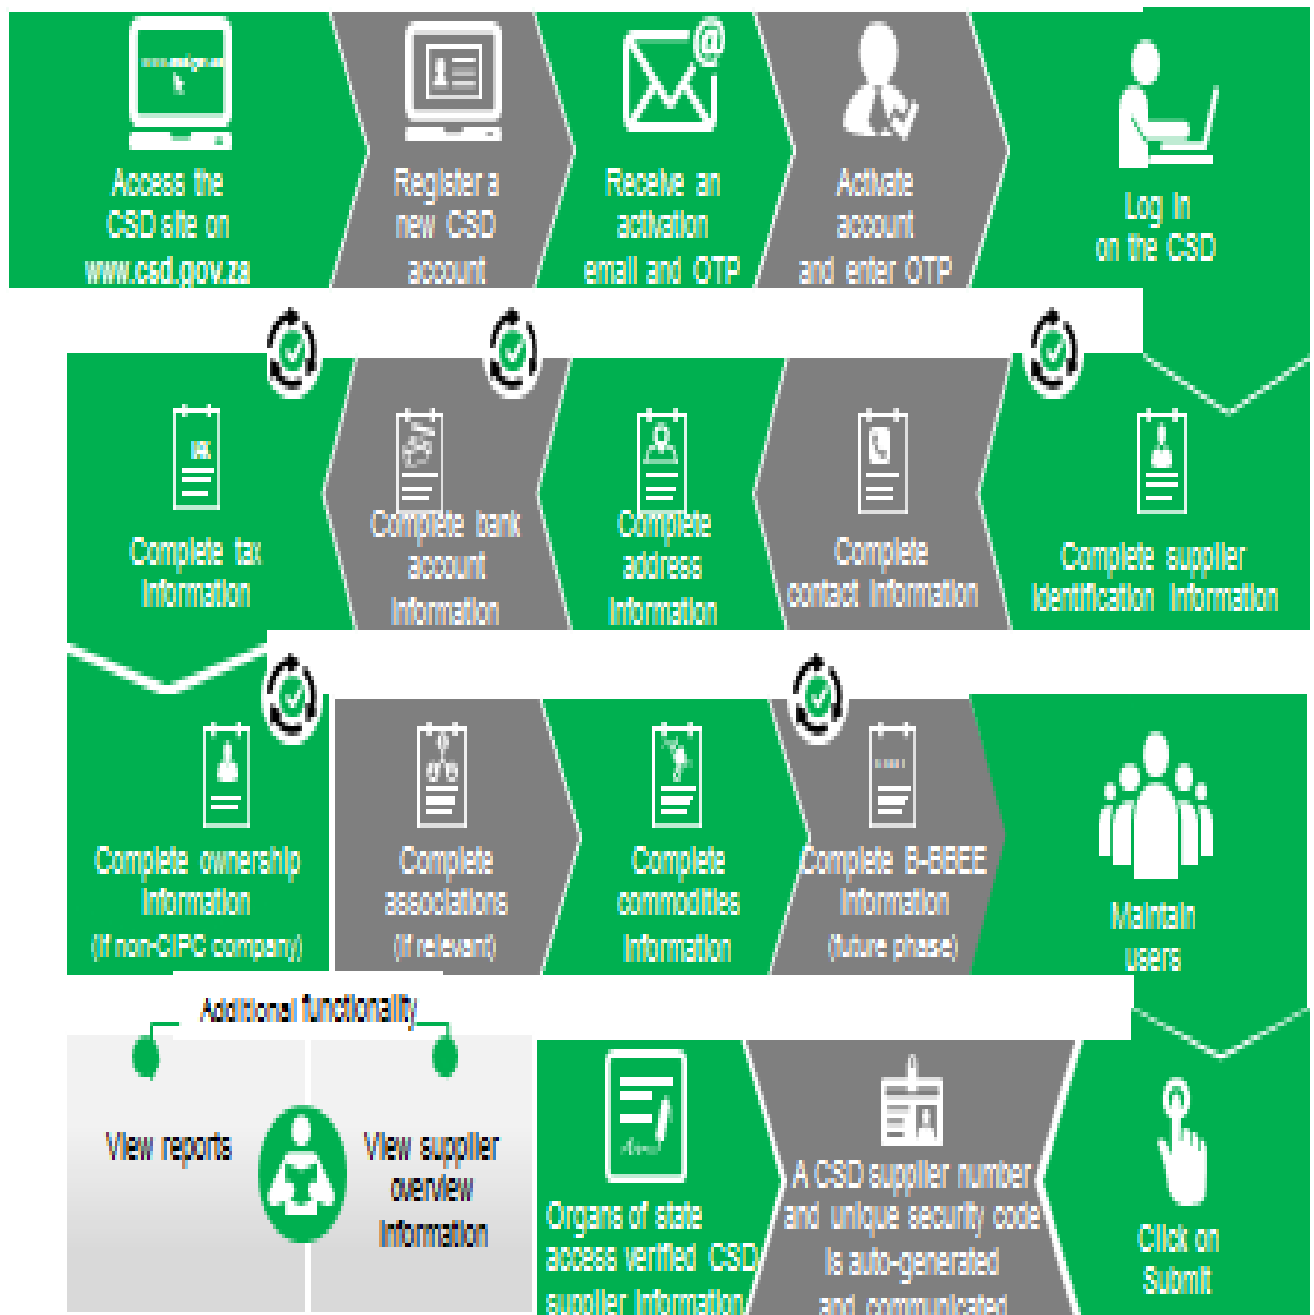 Access the
CSD site on
www.csd.gov.za
Register a
new CSD
account
Receive an
activation
email and OTP
Activate
account
and enter OTP
Log in
on the CSD
Complete supplier
identification information
Complete
contact information
Complete
address
information
Complete bank
account
information
TAX
Complete tax
information
Complete ownership
information
(if non-CIPC company)
Complete
associations
(if relevant)
Complete
commodities
information
Complete B-BBEE
information
(future phase)
Maintain
users
Click on
Submit
A CSD supplier number
and unique security code
is auto-generated
and communicated
Organs of state
access verified CSD
supplier information
Additional functionality
View reports
View supplier
overview
information